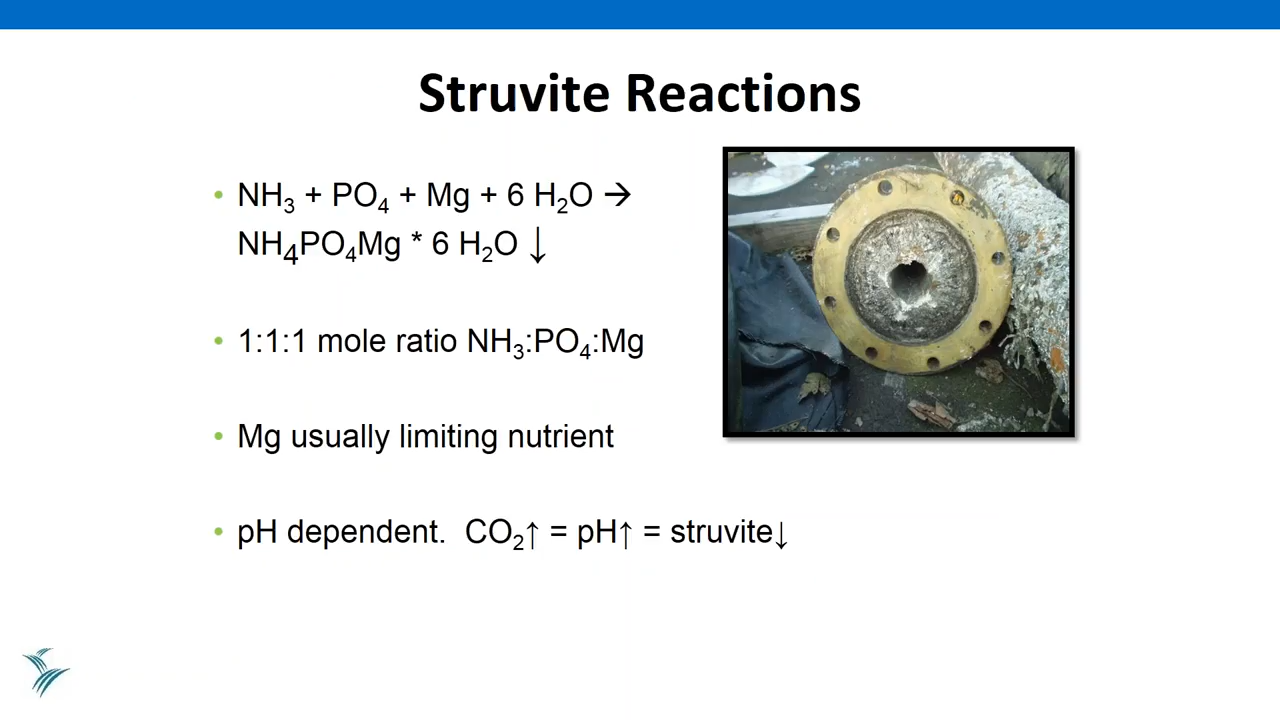 Struvite Reactions
• NH₃ + PO₄ + Mg + 6 H₂O →
NH₄PO₄Mg * 6 H₂O ↓
• 1:1:1 mole ratio NH₃:PO₄:Mg
• Mg usually limiting nutrient
• pH dependent.  CO₂↑ = pH↑ = struvite↓